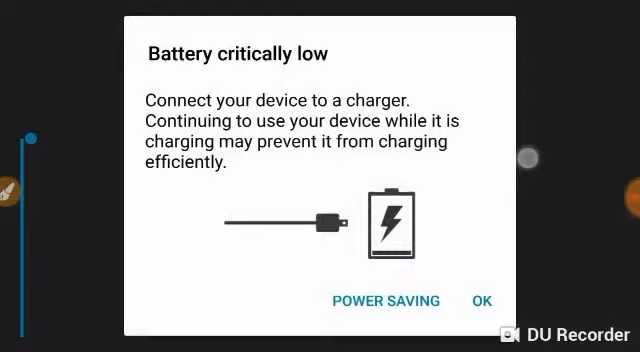 Battery critically low
Connect your device to a charger.
Continuing to use your device while it is
charging may prevent it from charging
efficiently.
POWER SAVING OK
DU Recorder